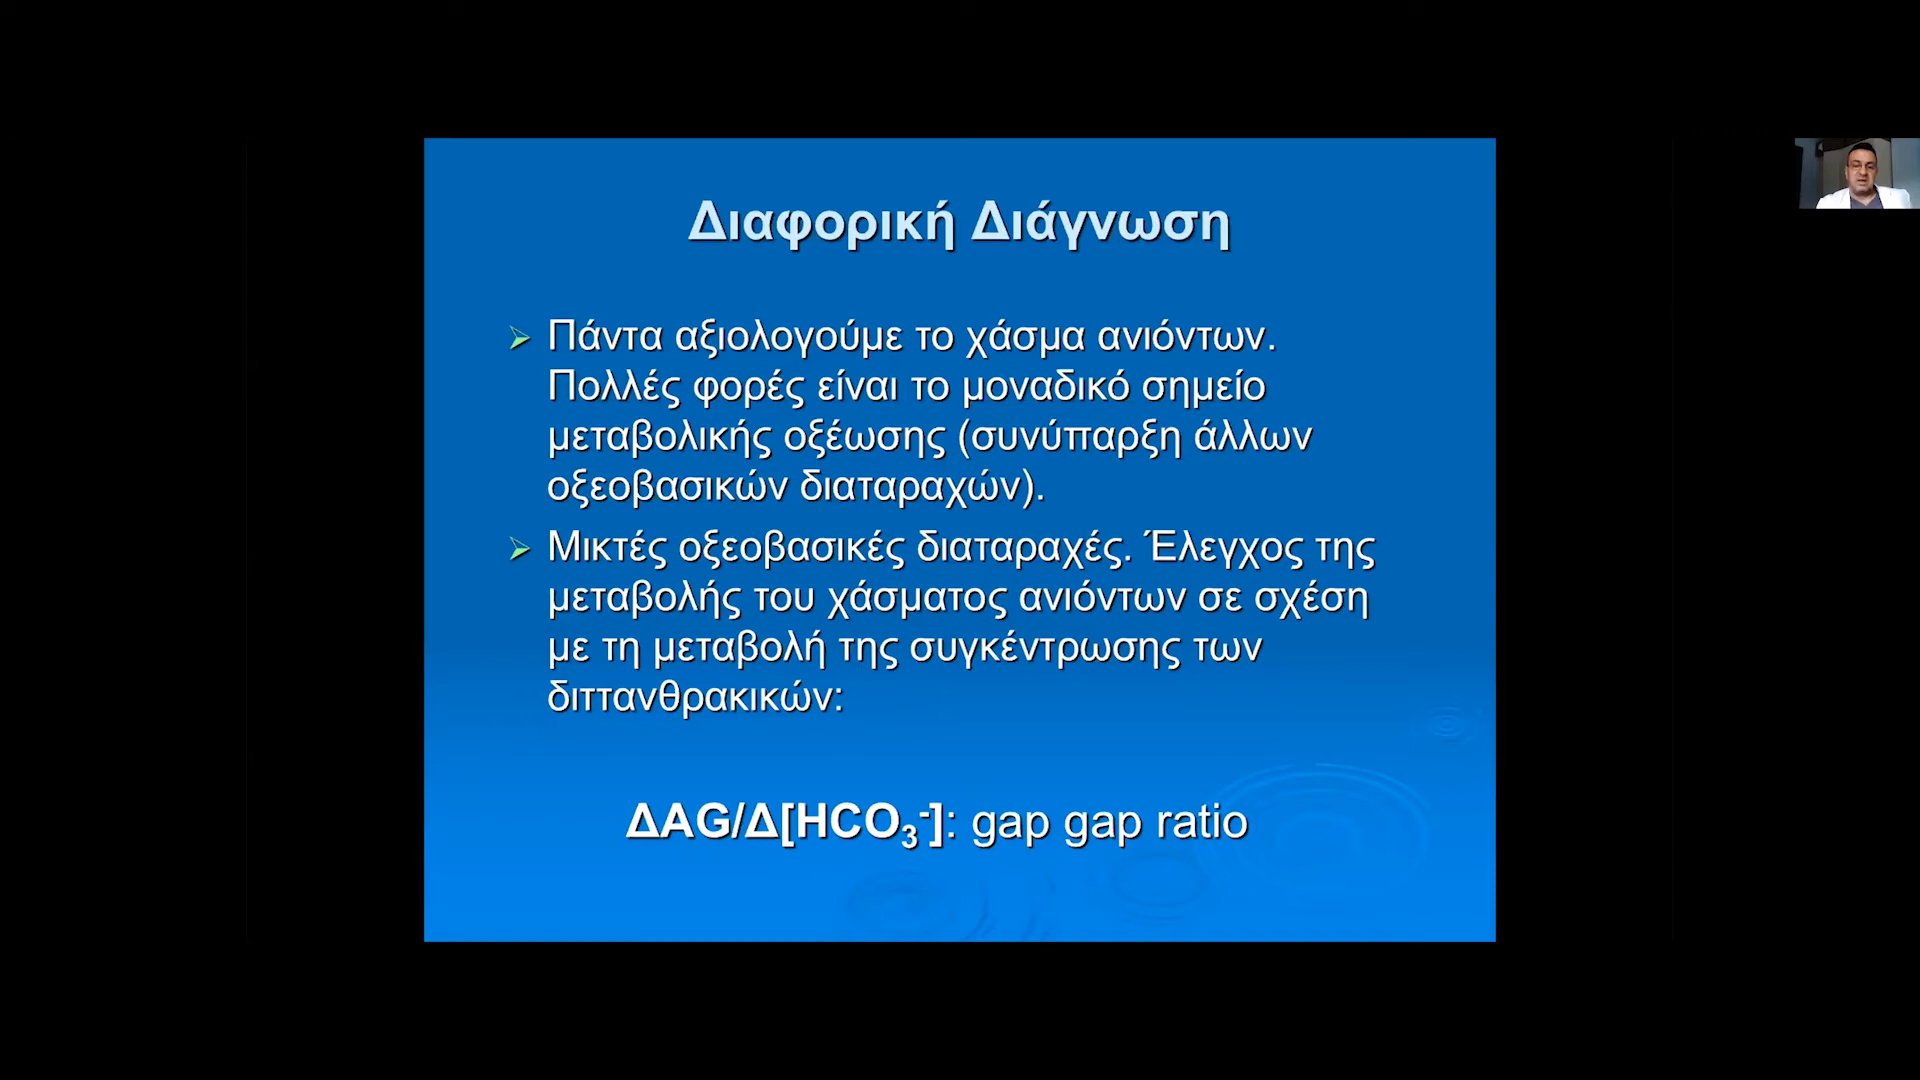 Διαφορική Διάγνωση
Πάντα αξιολογούμε το χάσμα ανιόντων.
Πολλές φορές είναι το μοναδικό σημείο
μεταβολικής οξέωσης (συνύπαρξη άλλων
οξεοβασικών διαταραχών).
Μικτές οξεοβασικές διαταραχές. Έλεγχος της
μεταβολής του χάσματος ανιόντων σε σχέση
με τη μεταβολή της συγκέντρωσης των
διττανθρακικών:
ΔAG/Δ[HCO₃⁻]: gap gap ratio